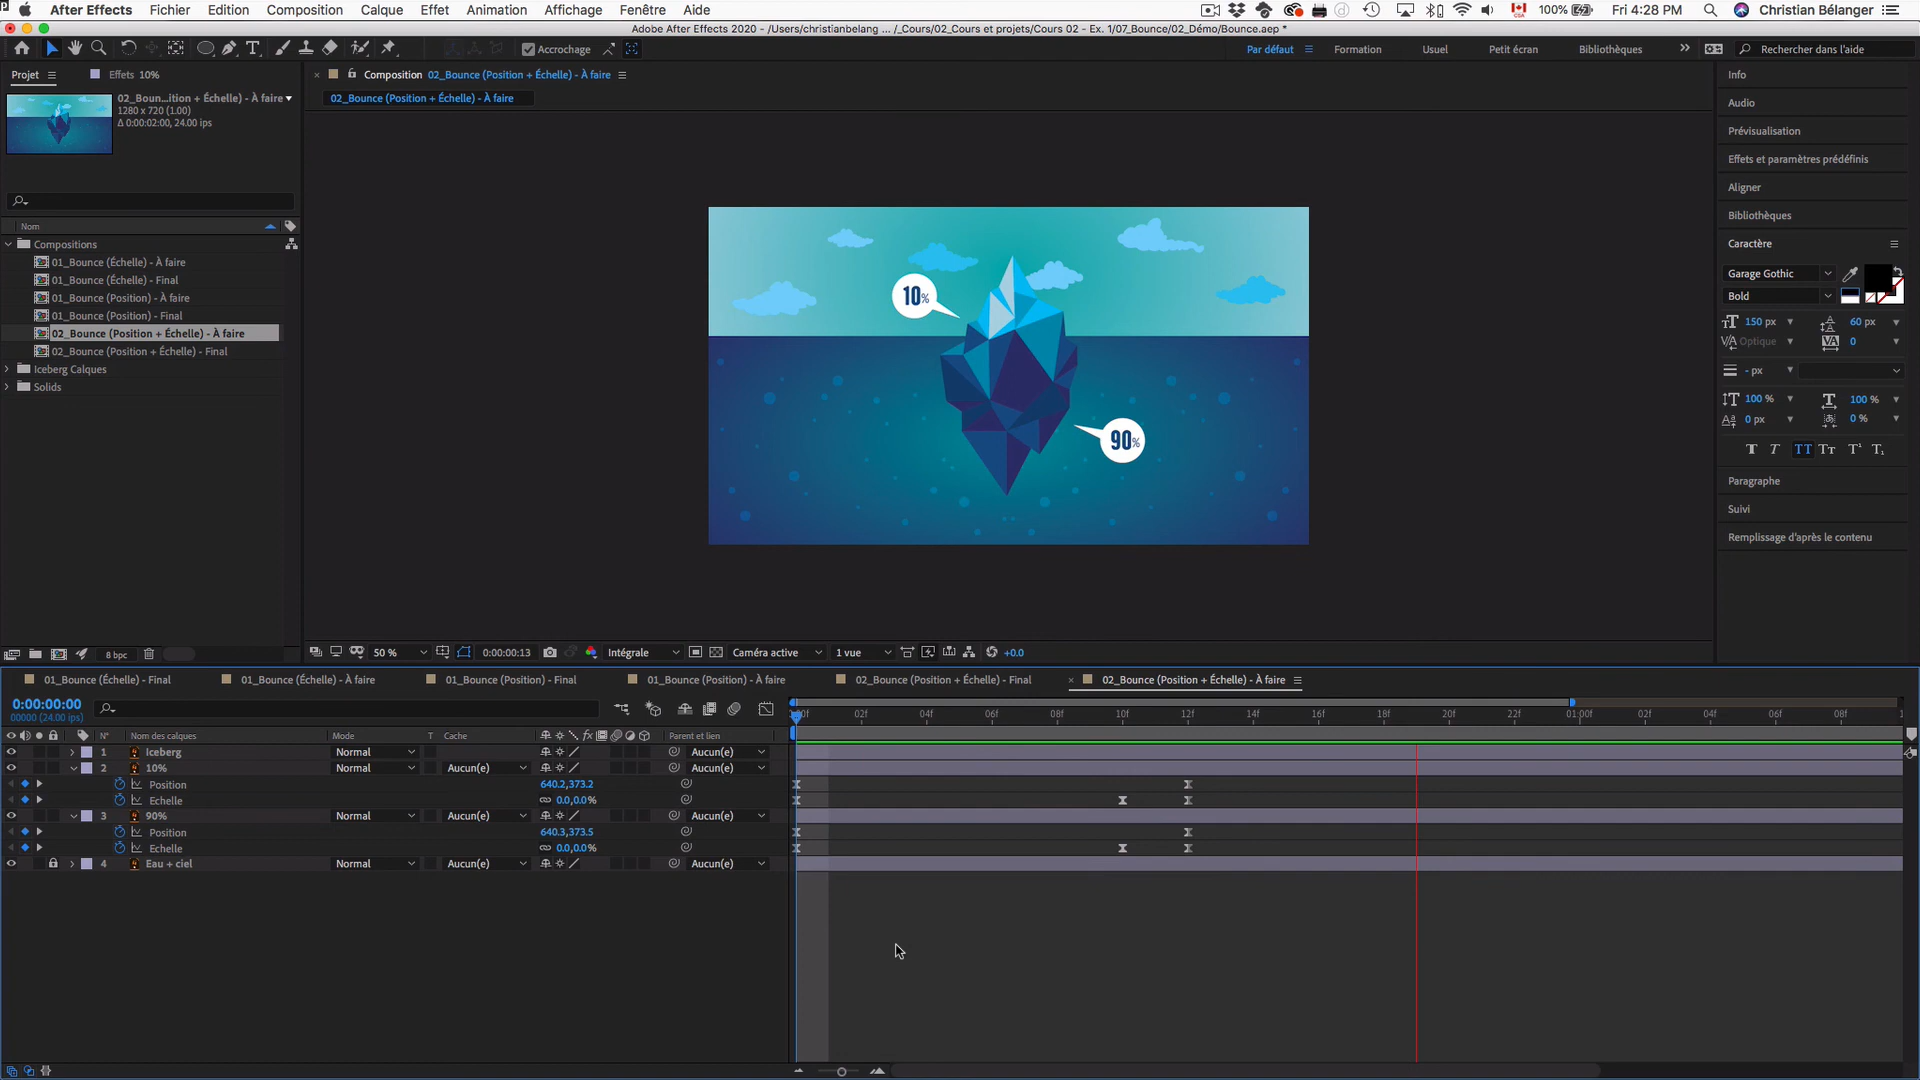 After Effects Fichier Edition Composition Calque Effet Animation Affichage Fenêtre Aide 100% Fri 4:28 PM Christian Bélanger
Adobe After Effects 2020 - /Users/christianbelang ... /_Cours/02_Cours et projets/Cours 02 - Ex. 1/07_Bounce/02_Démo/Bounce.aep *
Accrochage Par défaut Formation Usuel Petit écran Bibliothèques Rechercher dans l'aide
Projet Effets 10% Composition 02_Bounce (Position + Échelle) - À faire
02_Bounce (Position + Échelle) - À faire
02_Boun...ition + Échelle) - À faire
1280 x 720 (1.00)
Δ 0:00:02:00, 24.00 ips
Nom
Compositions
01_Bounce (Échelle) - À faire
01_Bounce (Échelle) - Final
01_Bounce (Position) - À faire
01_Bounce (Position) - Final
02_Bounce (Position + Échelle) - À faire
02_Bounce (Position + Échelle) - Final
Iceberg Calques
Solids
10%
90%
Info
Audio
Prévisualisation
Effets et paramètres prédéfinis
Aligner
Bibliothèques
Caractère
Garage Gothic
Bold
150 px 60 px
Optique 0
- px
100 % 100 %
0 px 0 %
Paragraphe
Suivi
Remplissage d'après le contenu
8 bpc
50 % 0:00:00:13 Intégrale Caméra active 1 vue +0.0
01_Bounce (Échelle) - Final 01_Bounce (Échelle) - À faire 01_Bounce (Position) - Final 01_Bounce (Position) - À faire 02_Bounce (Position + Échelle) - Final 02_Bounce (Position + Échelle) - À faire
0:00:00:00
00000 (24.00 ips)
02f 04f 06f 08f 10f 12f 14f 16f 18f 20f 22f 01:00f 02f 04f 06f
N° Nom des calques Mode T Cache Parent et lien
1 Iceberg Normal Aucun(e)
2 10% Normal Aucun(e) Aucun(e)
Position 640.2,373.2
Echelle 0.0,0.0%
3 90% Normal Aucun(e) Aucun(e)
Position 640.3,373.5
Echelle 0.0,0.0%
4 Eau + ciel Normal Aucun(e) Aucun(e)